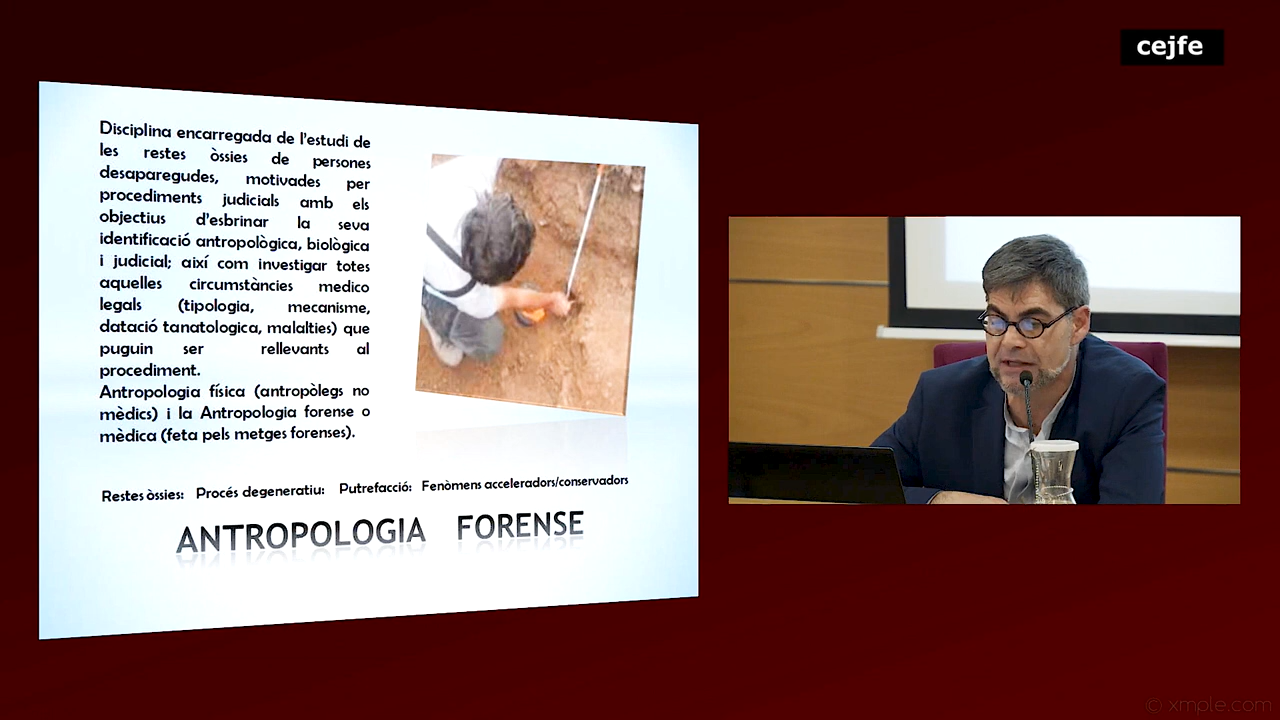 cejfe
Disciplina encarregada de l'estudi de
les restes òssies de persones
desaparegudes, motivades per
procediments judicials amb els
objectius d'esbrinar la seva
identificació antropològica, biològica
i judicial; així com investigar totes
aquelles circumstàncies medico
legals (tipologia, mecanisme,
datació tanatologica, malalties) que
puguin ser rellevants al
procediment.
Antropologia física (antropòlegs no
mèdics) i la Antropologia forense o
mèdica (feta pels metges forenses).
Restes òssies: Procés degeneratiu: Putrefacció: Fenòmens acceleradors/conservadors
ANTROPOLOGIA FORENSE
© xmple.com